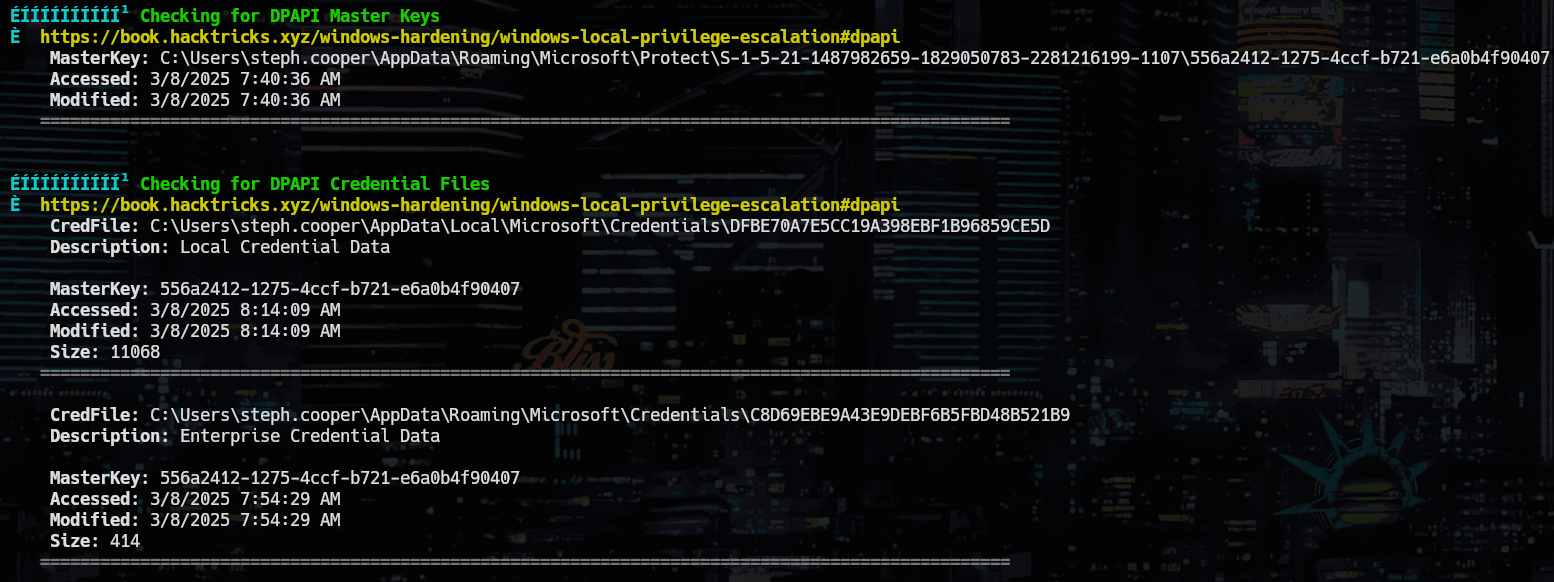 ÉÍÍÍÍÍÍÍÍÍÍ¹ Checking for DPAPI Master Keys
È https://book.hacktricks.xyz/windows-hardening/windows-local-privilege-escalation#dpapi
MasterKey: C:\Users\steph.cooper\AppData\Roaming\Microsoft\Protect\S-1-5-21-1487982659-1829050783-2281216199-1107\556a2412-1275-4ccf-b721-e6a0b4f90407
Accessed: 3/8/2025 7:40:36 AM
Modified: 3/8/2025 7:40:36 AM
=================================================================================================
ÉÍÍÍÍÍÍÍÍÍÍ¹ Checking for DPAPI Credential Files
È https://book.hacktricks.xyz/windows-hardening/windows-local-privilege-escalation#dpapi
CredFile: C:\Users\steph.cooper\AppData\Local\Microsoft\Credentials\DFBE70A7E5CC19A398EBF1B96859CE5D
Description: Local Credential Data
MasterKey: 556a2412-1275-4ccf-b721-e6a0b4f90407
Accessed: 3/8/2025 8:14:09 AM
Modified: 3/8/2025 8:14:09 AM
Size: 11068
=================================================================================================
CredFile: C:\Users\steph.cooper\AppData\Roaming\Microsoft\Credentials\C8D69EBE9A43E9DEBF6B5FBD48B521B9
Description: Enterprise Credential Data
MasterKey: 556a2412-1275-4ccf-b721-e6a0b4f90407
Accessed: 3/8/2025 7:54:29 AM
Modified: 3/8/2025 7:54:29 AM
Size: 414
=================================================================================================
Bliss